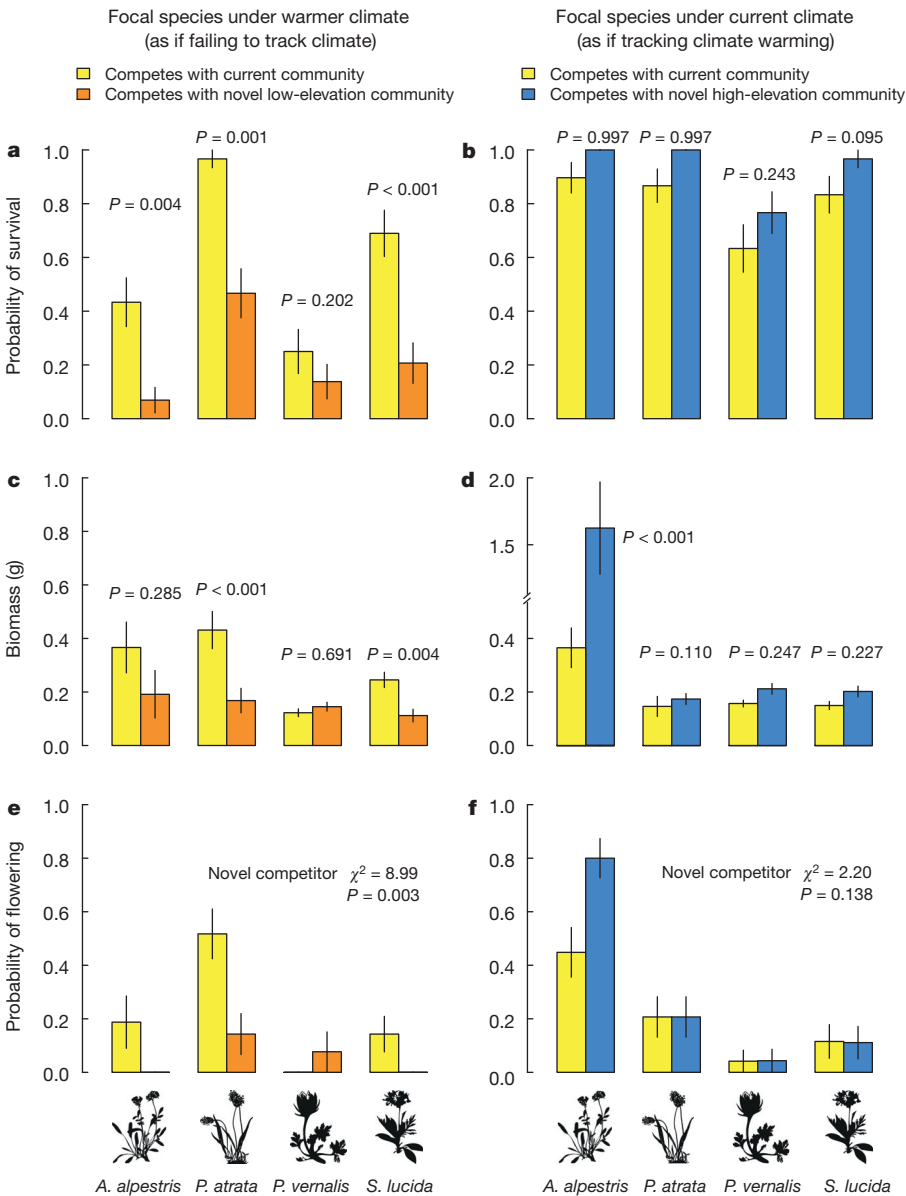 Focal species under warmer climate
(as if failing to track climate)
Competes with current community
Competes with novel low-elevation community
Focal species under current climate
(as if tracking climate warming)
Competes with current community
Competes with novel high-elevation community
a
Probability of survival
1.0
0.8
0.6
0.4
0.2
0.0
P = 0.004
P = 0.001
P = 0.202
P < 0.001
b
1.0
0.8
0.6
0.4
0.2
0.0
P = 0.997
P = 0.997
P = 0.243
P = 0.095
c
Biomass (g)
1.0
0.8
0.6
0.4
0.2
0.0
P = 0.285
P < 0.001
P = 0.691
P = 0.004
d
2.0
1.5
0.4
0.2
0.0
P < 0.001
P = 0.110
P = 0.247
P = 0.227
e
Probability of flowering
1.0
0.8
0.6
0.4
0.2
0.0
Novel competitor χ² = 8.99
P = 0.003
f
1.0
0.8
0.6
0.4
0.2
0.0
Novel competitor χ² = 2.20
P = 0.138
A. alpestris P. atrata P. vernalis S. lucida
A. alpestris P. atrata P. vernalis S. lucida